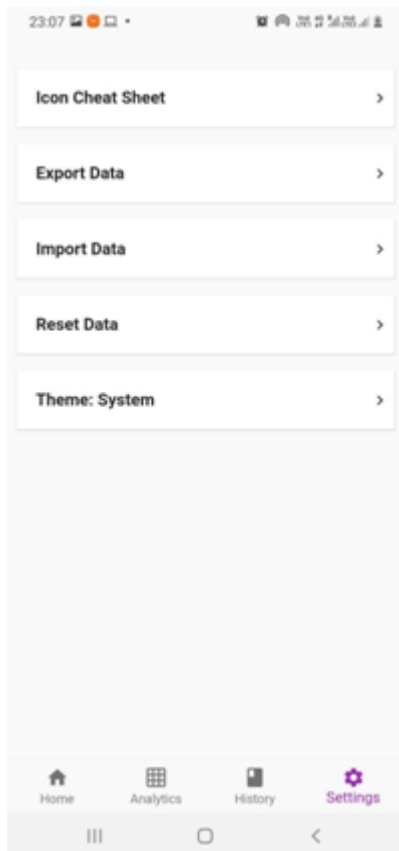 23:07
Icon Cheat Sheet
Export Data
Import Data
Reset Data
Theme: System
Home
Analytics
History
Settings